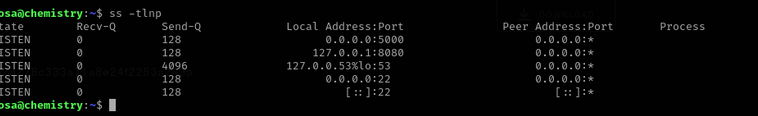 osa@chemistry:~$ ss -tlnp
tate Recv-Q Send-Q Local Address:Port Peer Address:Port Process
ISTEN 0 128 0.0.0.0:5000 0.0.0.0:*
ISTEN 0 128 127.0.0.1:8080 0.0.0.0:*
ISTEN 0 4096 127.0.0.53%lo:53 0.0.0.0:*
ISTEN 0 128 0.0.0.0:22 0.0.0.0:*
ISTEN 0 128 [::]:22 [::]:*
osa@chemistry:~$